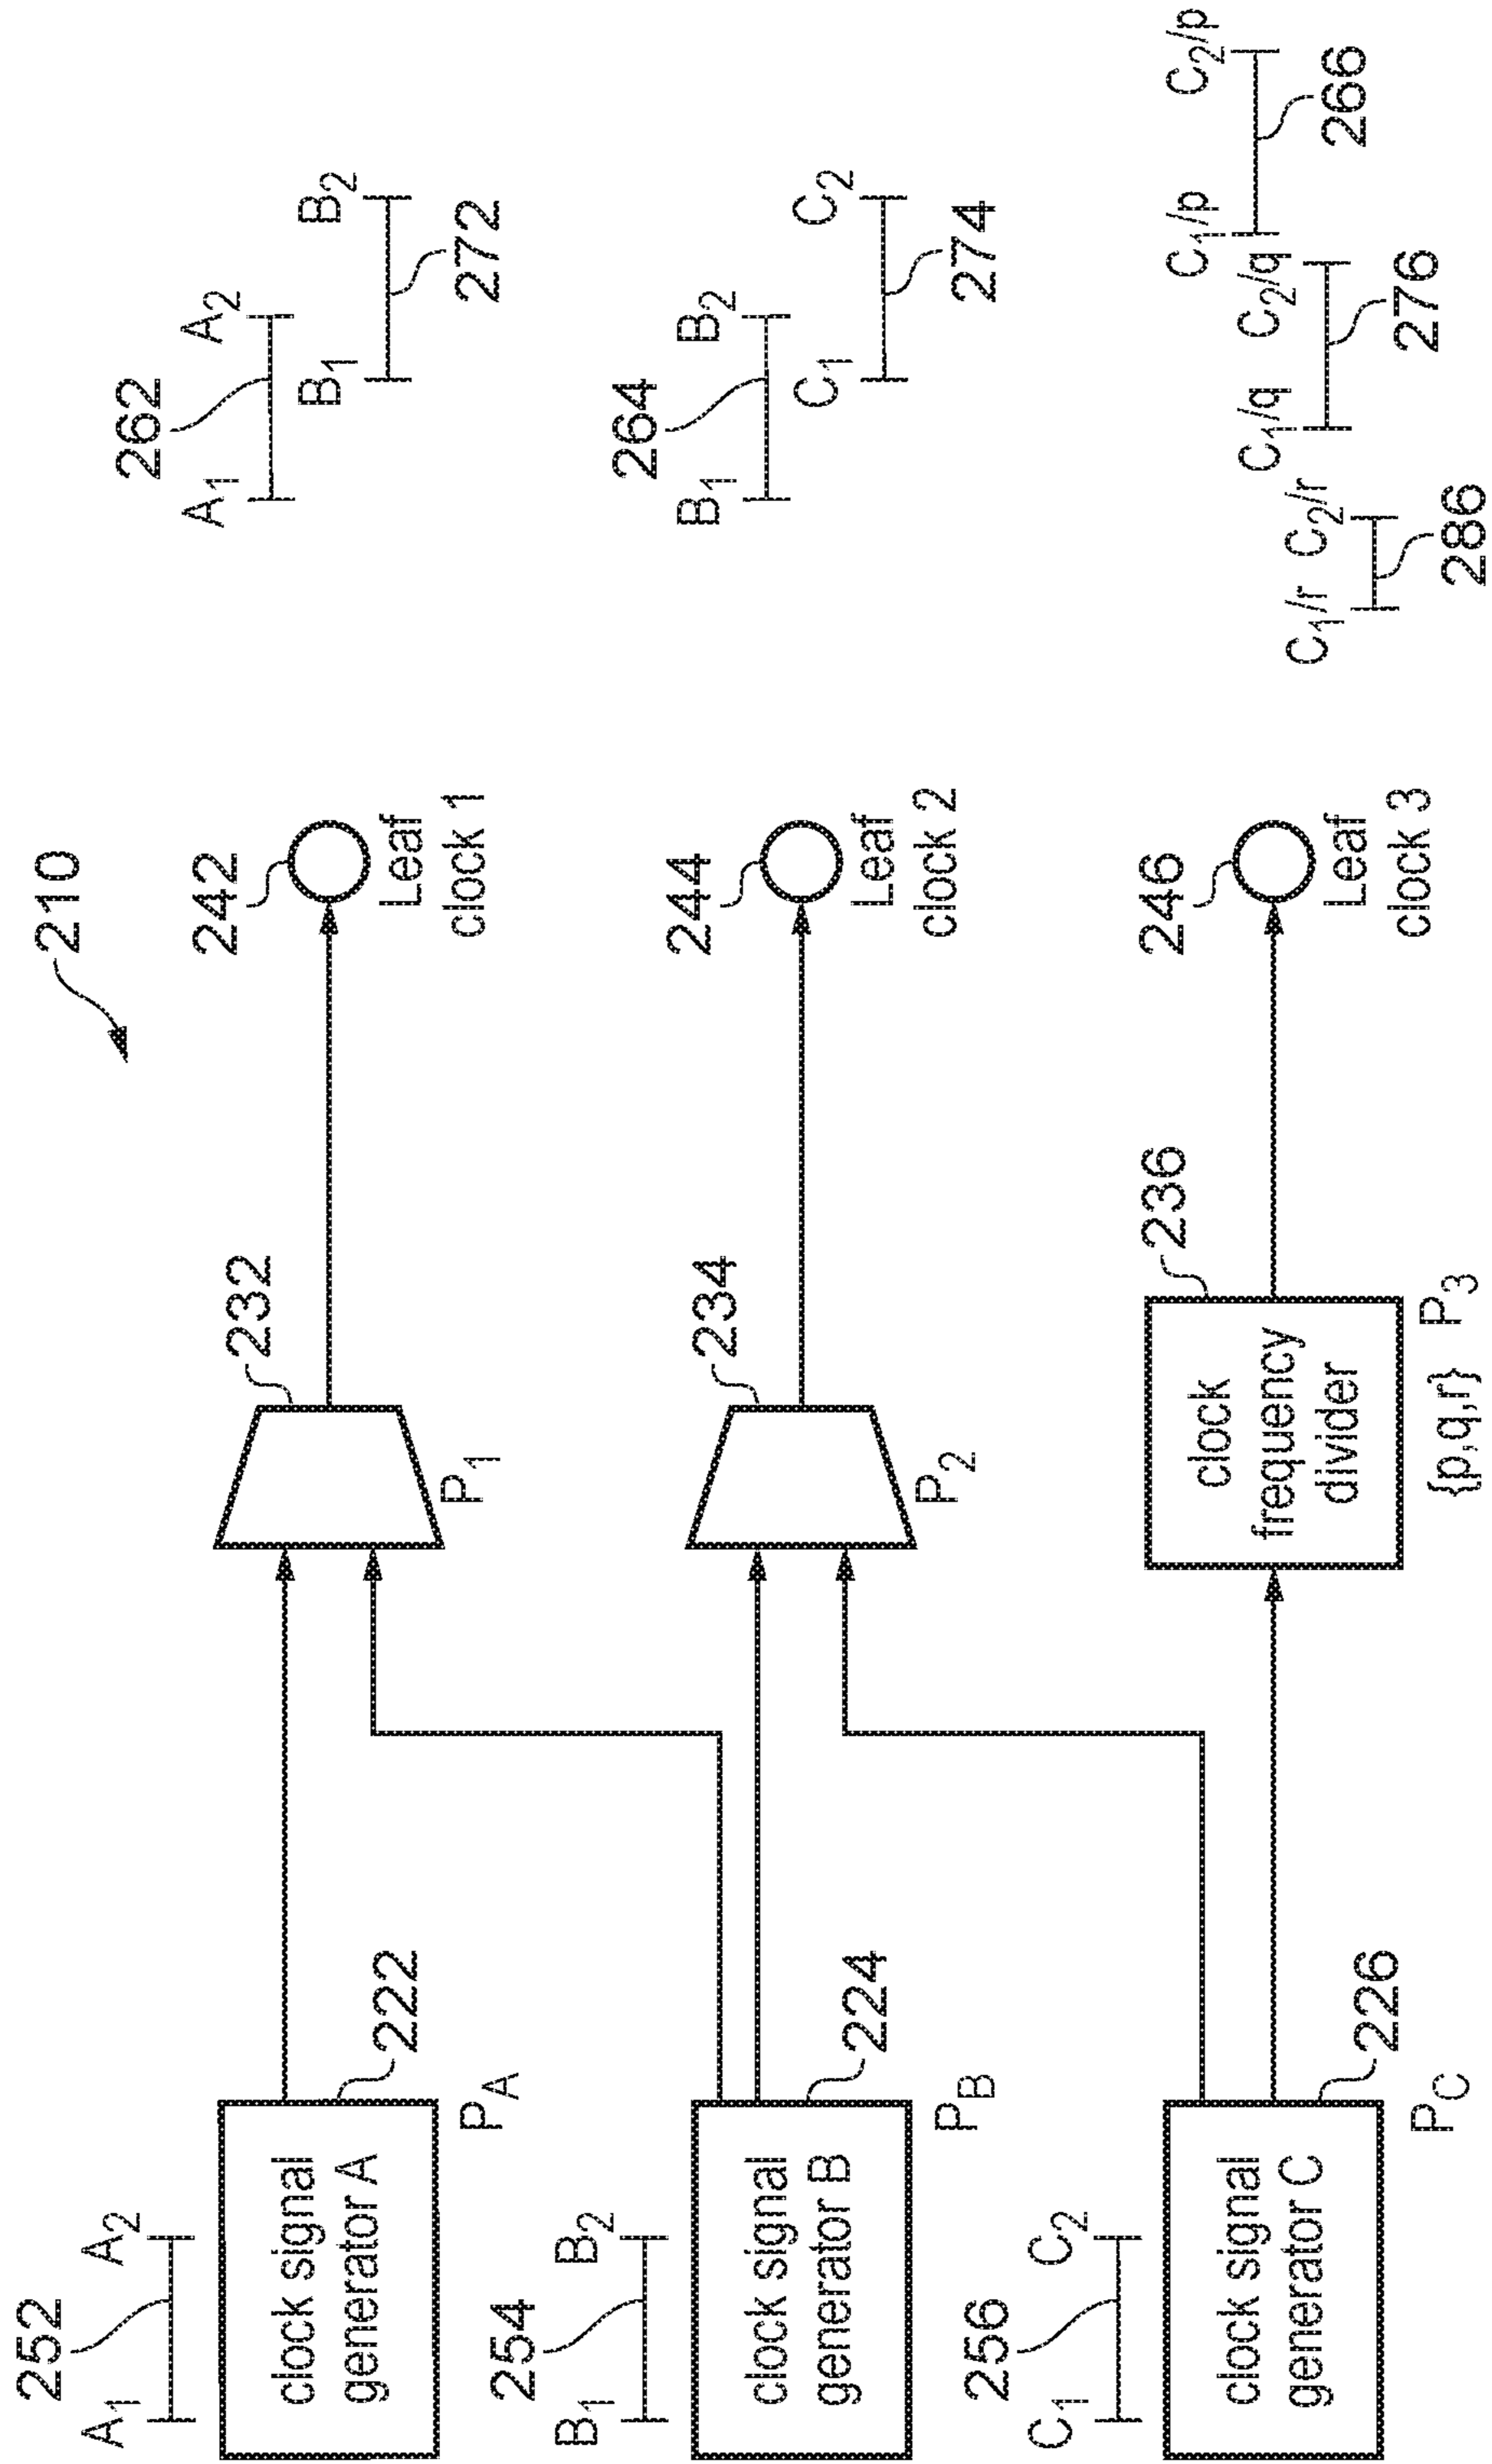 210
252
A1 A2
clock signal
generator A
222
PA
232
P1
242
Leaf
clock 1
262
A1 A2
B1 B2
272
254
B1 B2
clock signal
generator B
224
PB
234
P2
244
Leaf
clock 2
264
B1 B2
C1 C2
274
256
C1 C2
clock signal
generator C
226
PC
236
clock
frequency
divider
{p,q,r} P3
246
Leaf
clock 3
C1/p C2/p
266
C1/q C2/q
276
C1/r C2/r
286